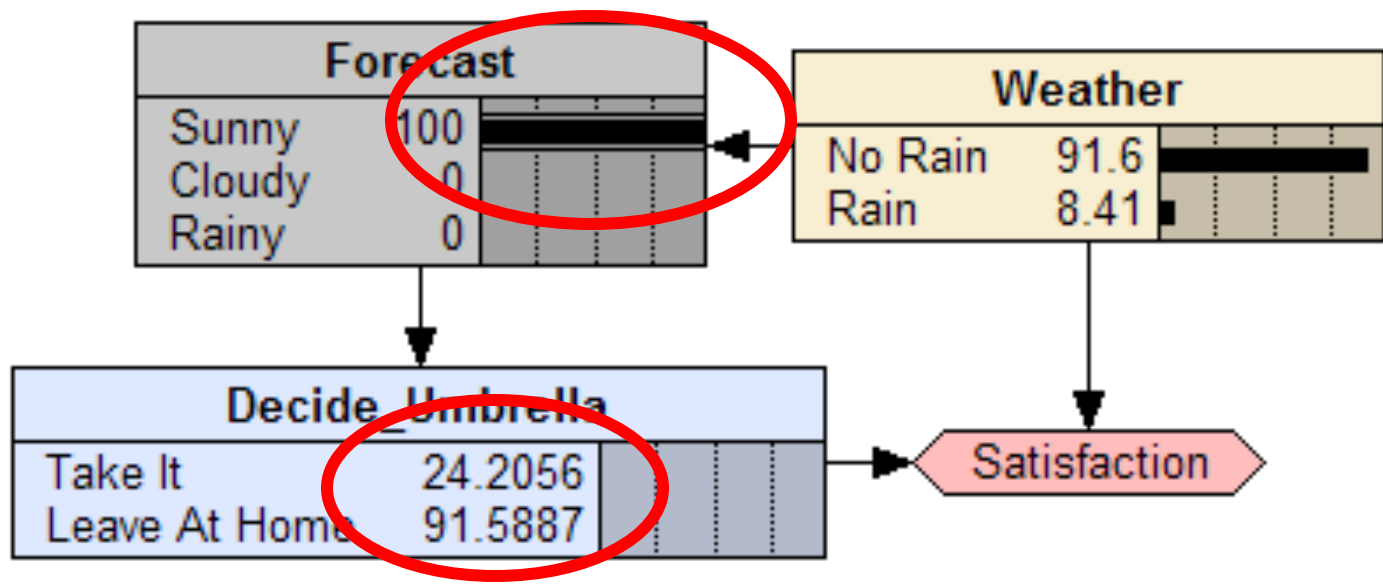 Forecast
Sunny 100
Cloudy 0
Rainy 0
Weather
No Rain 91.6
Rain 8.41
Decide_Umbrella
Take It 24.2056
Leave At Home 91.5887
Satisfaction